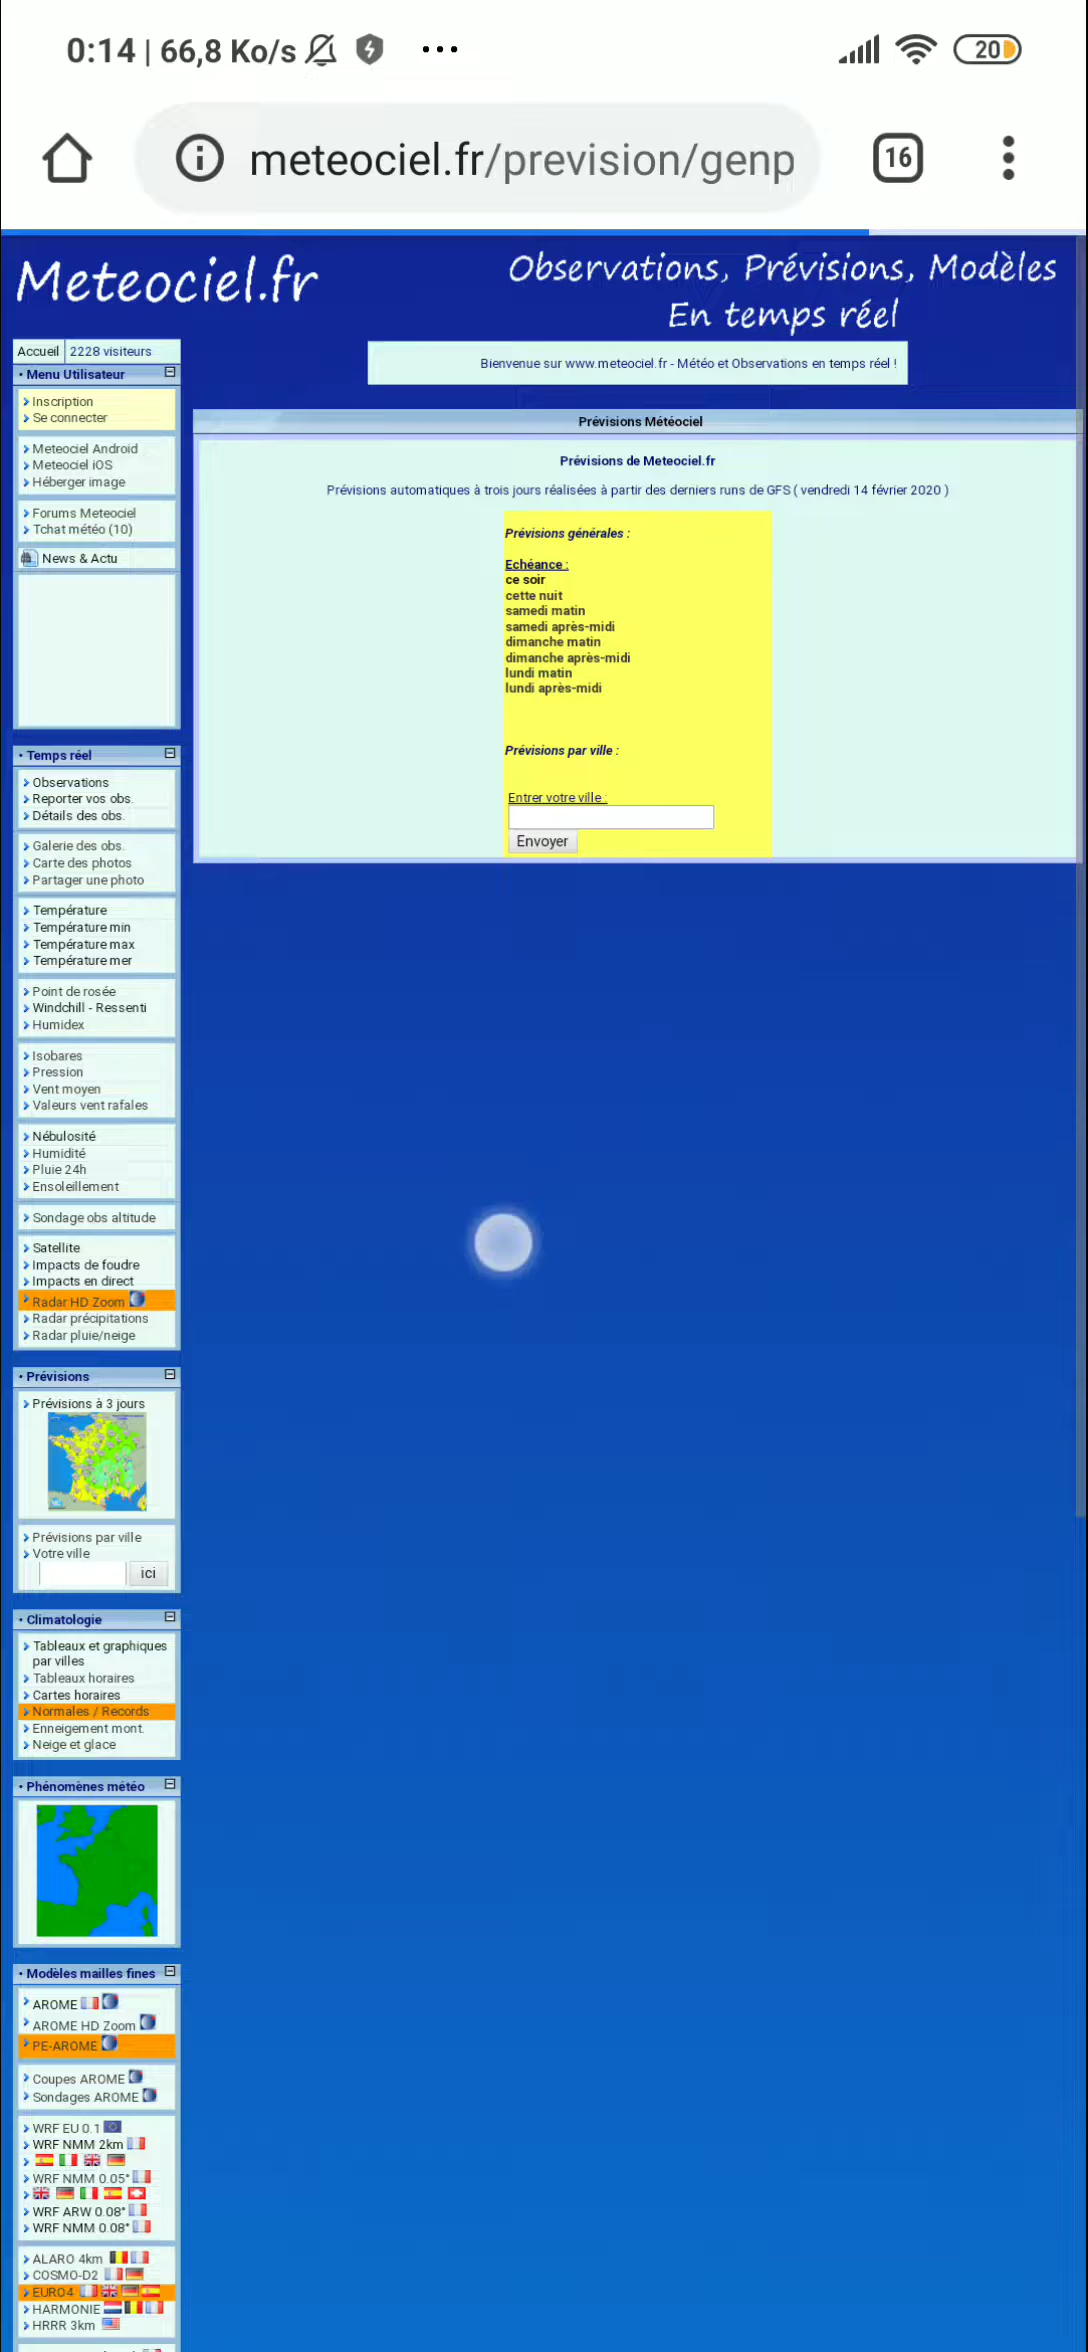 0:14 | 66,8 Ko/s
20
meteociel.fr/prevision/genp
16
Meteociel.fr
Observations, Prévisions, Modèles
En temps réel
Accueil 2228 visiteurs
Bienvenue sur www.meteociel.fr - Météo et Observations en temps réel !
• Menu Utilisateur
Inscription
Se connecter
Meteociel Android
Meteociel iOS
Héberger image
Forums Meteociel
Tchat météo (10)
News & Actu
Prévisions Météociel
Prévisions de Meteociel.fr
Prévisions automatiques à trois jours réalisées à partir des derniers runs de GFS ( vendredi 14 février 2020 )
Prévisions générales :
Echéance :
ce soir
cette nuit
samedi matin
samedi après-midi
dimanche matin
dimanche après-midi
lundi matin
lundi après-midi
Prévisions par ville :
Entrer votre ville :
Envoyer
• Temps réel
Observations
Reporter vos obs.
Détails des obs.
Galerie des obs.
Carte des photos
Partager une photo
Température
Température min
Température max
Température mer
Point de rosée
Windchill - Ressenti
Humidex
Isobares
Pression
Vent moyen
Valeurs vent rafales
Nébulosité
Humidité
Pluie 24h
Ensoleillement
Sondage obs altitude
Satellite
Impacts de foudre
Impacts en direct
Radar HD Zoom
Radar précipitations
Radar pluie/neige
• Prévisions
Prévisions à 3 jours
Prévisions par ville
Votre ville
ici
• Climatologie
Tableaux et graphiques
par villes
Tableaux horaires
Cartes horaires
Normales / Records
Enneigement mont.
Neige et glace
• Phénomènes météo
• Modèles mailles fines
AROME
AROME HD Zoom
PE-AROME
Coupes AROME
Sondages AROME
WRF EU 0.1
WRF NMM 2km
WRF NMM 0.05°
WRF ARW 0.08°
WRF NMM 0.08°
ALARO 4km
COSMO-D2
EURO4
HARMONIE
HRRR 3km